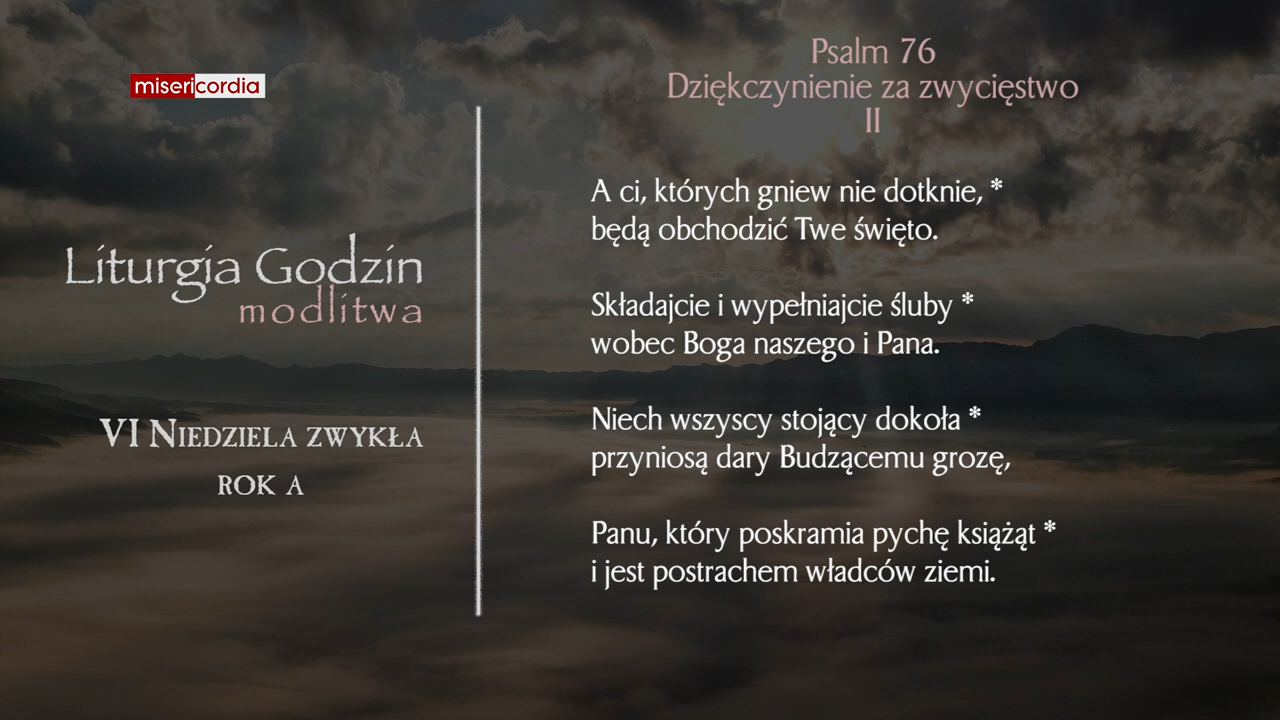 misericordia
Liturgia Godzin
modlitwa
VI Niedziela zwykła
rok A
Psalm 76
Dziękczynienie za zwycięstwo
II
A ci, których gniew nie dotknie, *
będą obchodzić Twe święto.
Składajcie i wypełniajcie śluby *
wobec Boga naszego i Pana.
Niech wszyscy stojący dokoła *
przyniosą dary Budzącemu grozę,
Panu, który poskramia pychę książąt *
i jest postrachem władców ziemi.